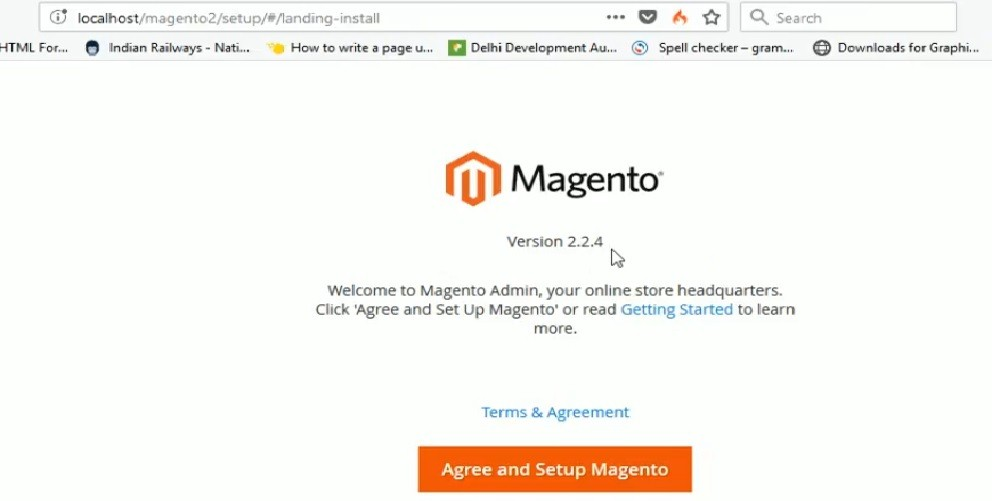 localhost/magento2/setup/#/landing-install
Search
HTML For...
Indian Railways - Nati...
How to write a page u...
Delhi Development Au...
Spell checker – gram...
Downloads for Graphi...
Magento
Version 2.2.4
Welcome to Magento Admin, your online store headquarters.
Click 'Agree and Set Up Magento' or read Getting Started to learn
more.
Terms & Agreement
Agree and Setup Magento